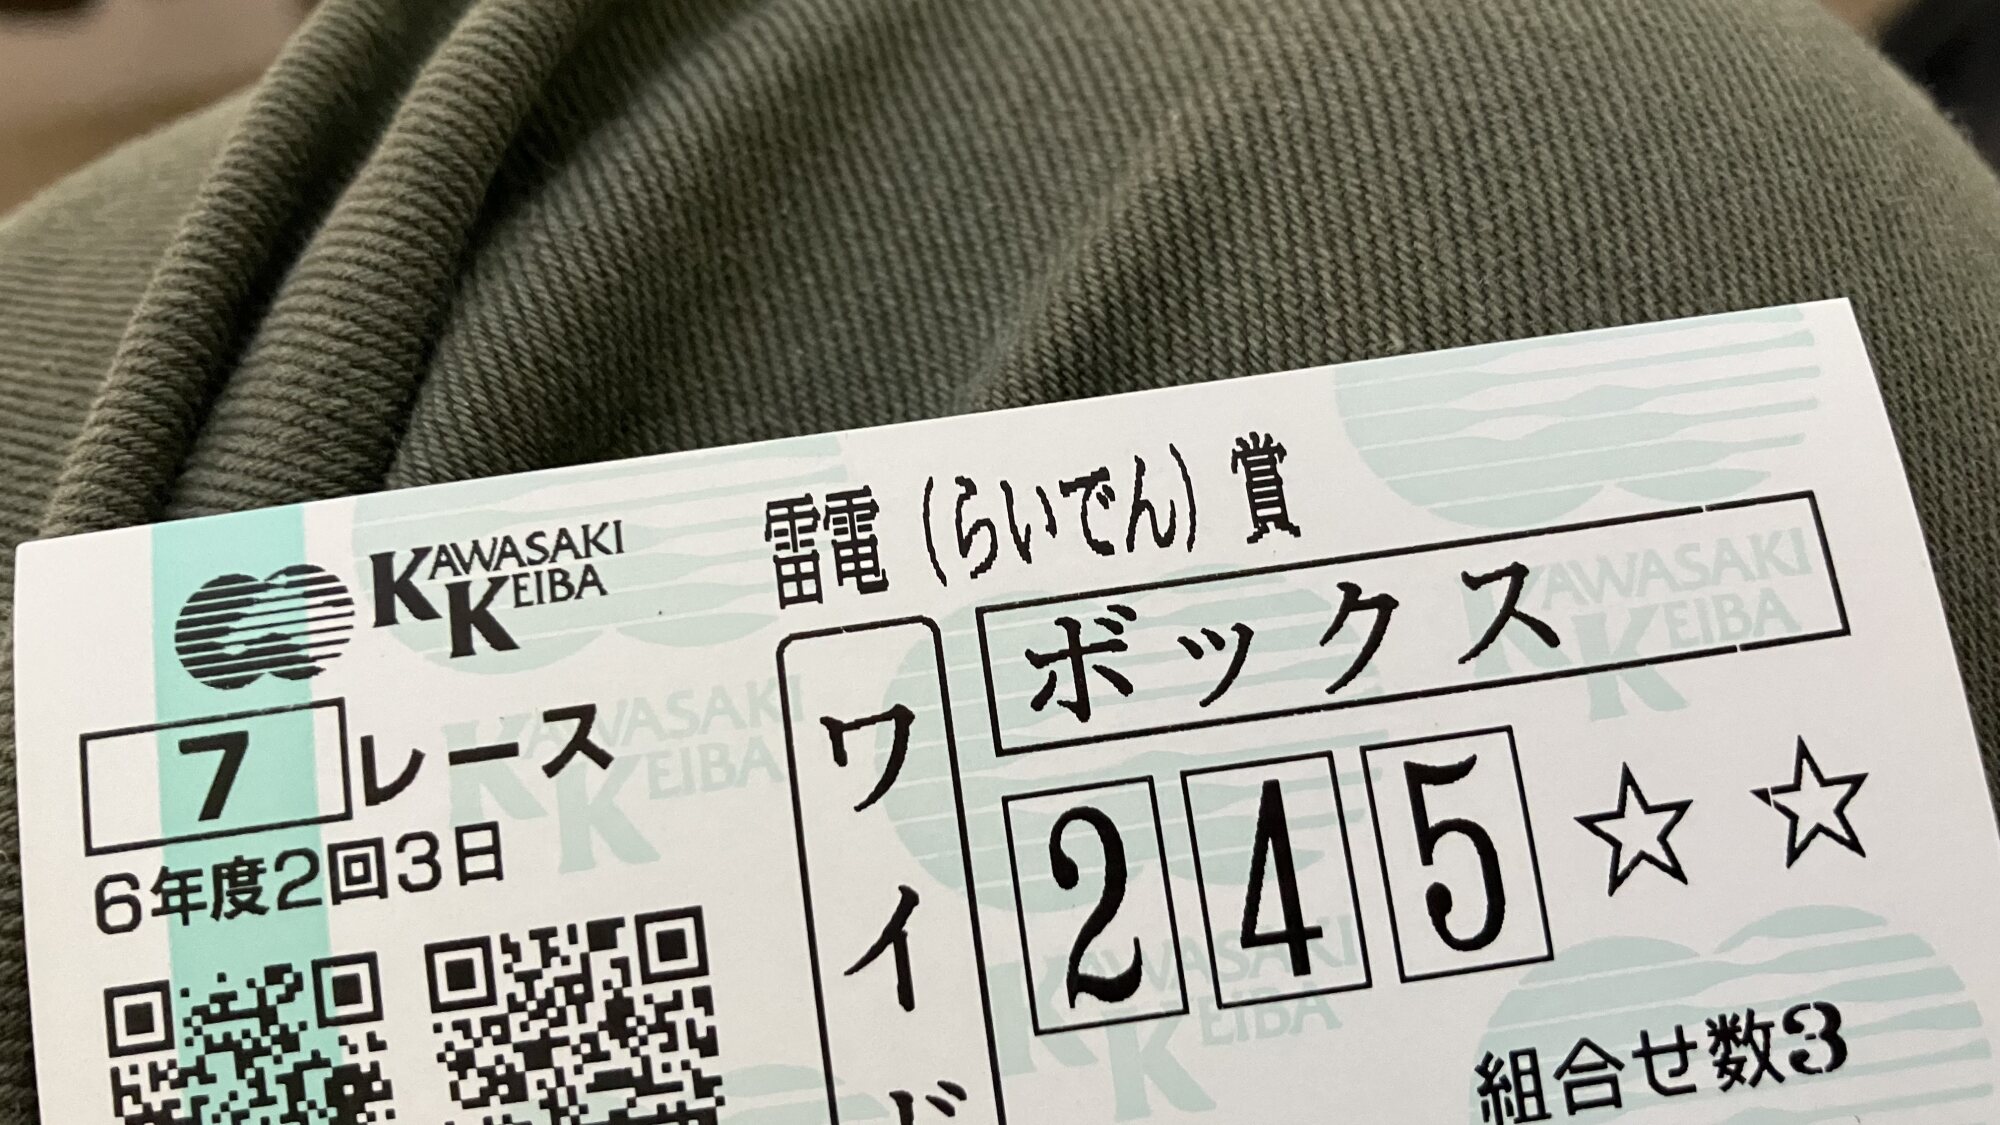 雷電（らいでん）賞
KAWASAKI KEIBA
7レース
6年度2回3日
ワイド
ボックス
2 4 5 ☆ ☆
組合せ数3